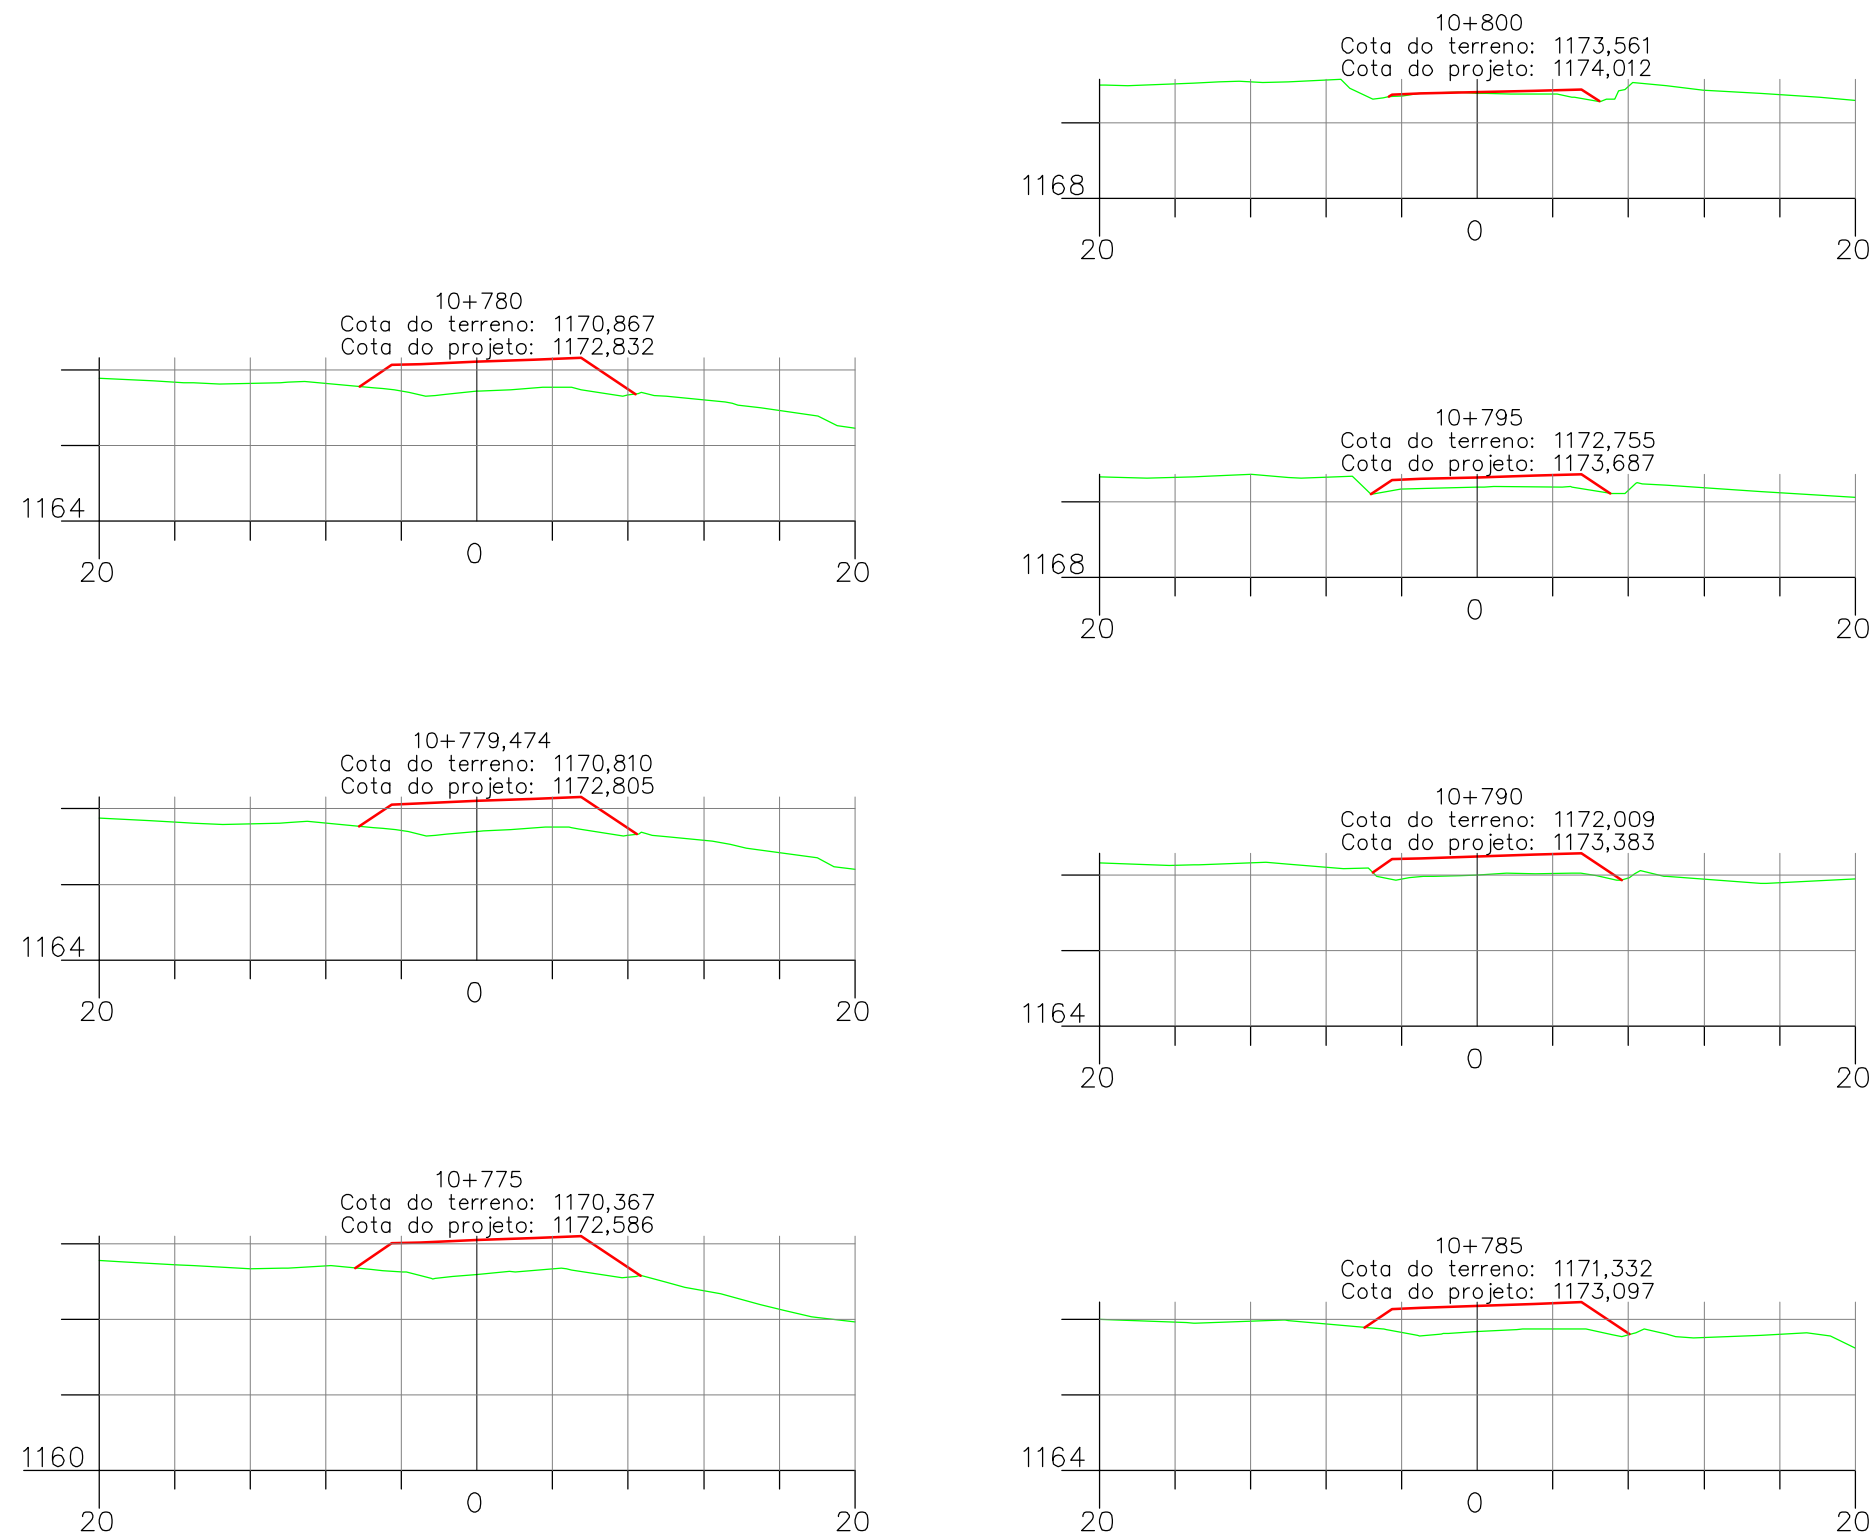 10+780
Cota do terreno: 1170,867
Cota do projeto: 1172,832
1164
0
20 20
10+779,474
Cota do terreno: 1170,810
Cota do projeto: 1172,805
1164
0
20 20
10+775
Cota do terreno: 1170,367
Cota do projeto: 1172,586
1160
0
20 20
10+800
Cota do terreno: 1173,561
Cota do projeto: 1174,012
1168
0
20 20
10+795
Cota do terreno: 1172,755
Cota do projeto: 1173,687
1168
0
20 20
10+790
Cota do terreno: 1172,009
Cota do projeto: 1173,383
1164
0
20 20
10+785
Cota do terreno: 1171,332
Cota do projeto: 1173,097
1164
0
20 20